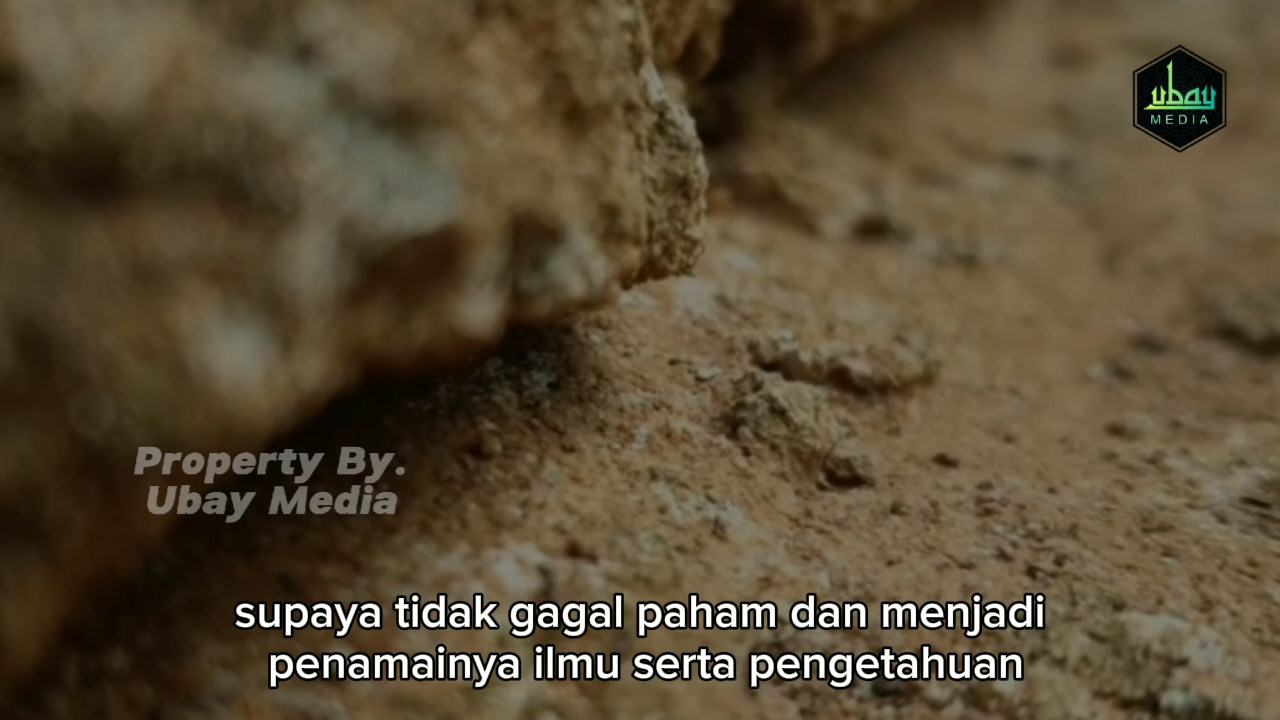 ubay
MEDIA
Property By.
Ubay Media
supaya tidak gagal paham dan menjadi
penamainya ilmu serta pengetahuan